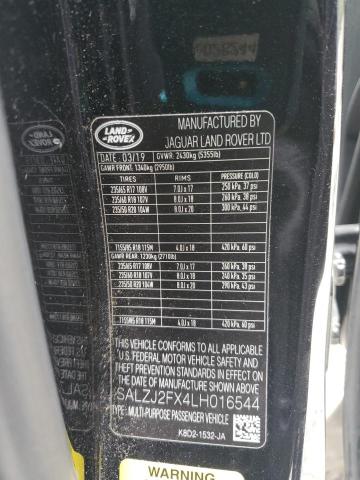 LAND ROVER
MANUFACTURED BY
JAGUAR LAND ROVER LTD
DATE: 03/19 GVWR: 2430kg (5355lb)
GAWR FRONT: 1340kg (2950lb)
TIRES RIMS PRESSURE (COLD)
235/65 R17 108V 7.0J x 17 250 kPa, 37 psi
235/60 R18 107V 8.0J x 18 260 kPa, 38 psi
235/50 R20 104W 8.0J x 20 300 kPa, 44 psi
T155/85 R18 115M 4.0J x 18 420 kPa, 60 psi
GAWR REAR: 1230kg (2710lb)
235/65 R17 108V 7.0J x 17 260 kPa, 38 psi
235/60 R18 107V 8.0J x 18 240 kPa, 35 psi
235/50 R20 104W 8.0J x 20 290 kPa, 43 psi
T155/85 R18 115M 4.0J x 18 420 kPa, 60 psi
THIS VEHICLE CONFORMS TO ALL APPLICABLE
U.S. FEDERAL MOTOR VEHICLE SAFETY AND THEFT
PREVENTION STANDARDS IN EFFECT ON THE
DATE OF MANUFACTURE SHOWN ABOVE.
SALZJ2FX4LH016544
TYPE: MULTI-PURPOSE PASSENGER VEHICLE
K8D2-1532-JA
WARNING